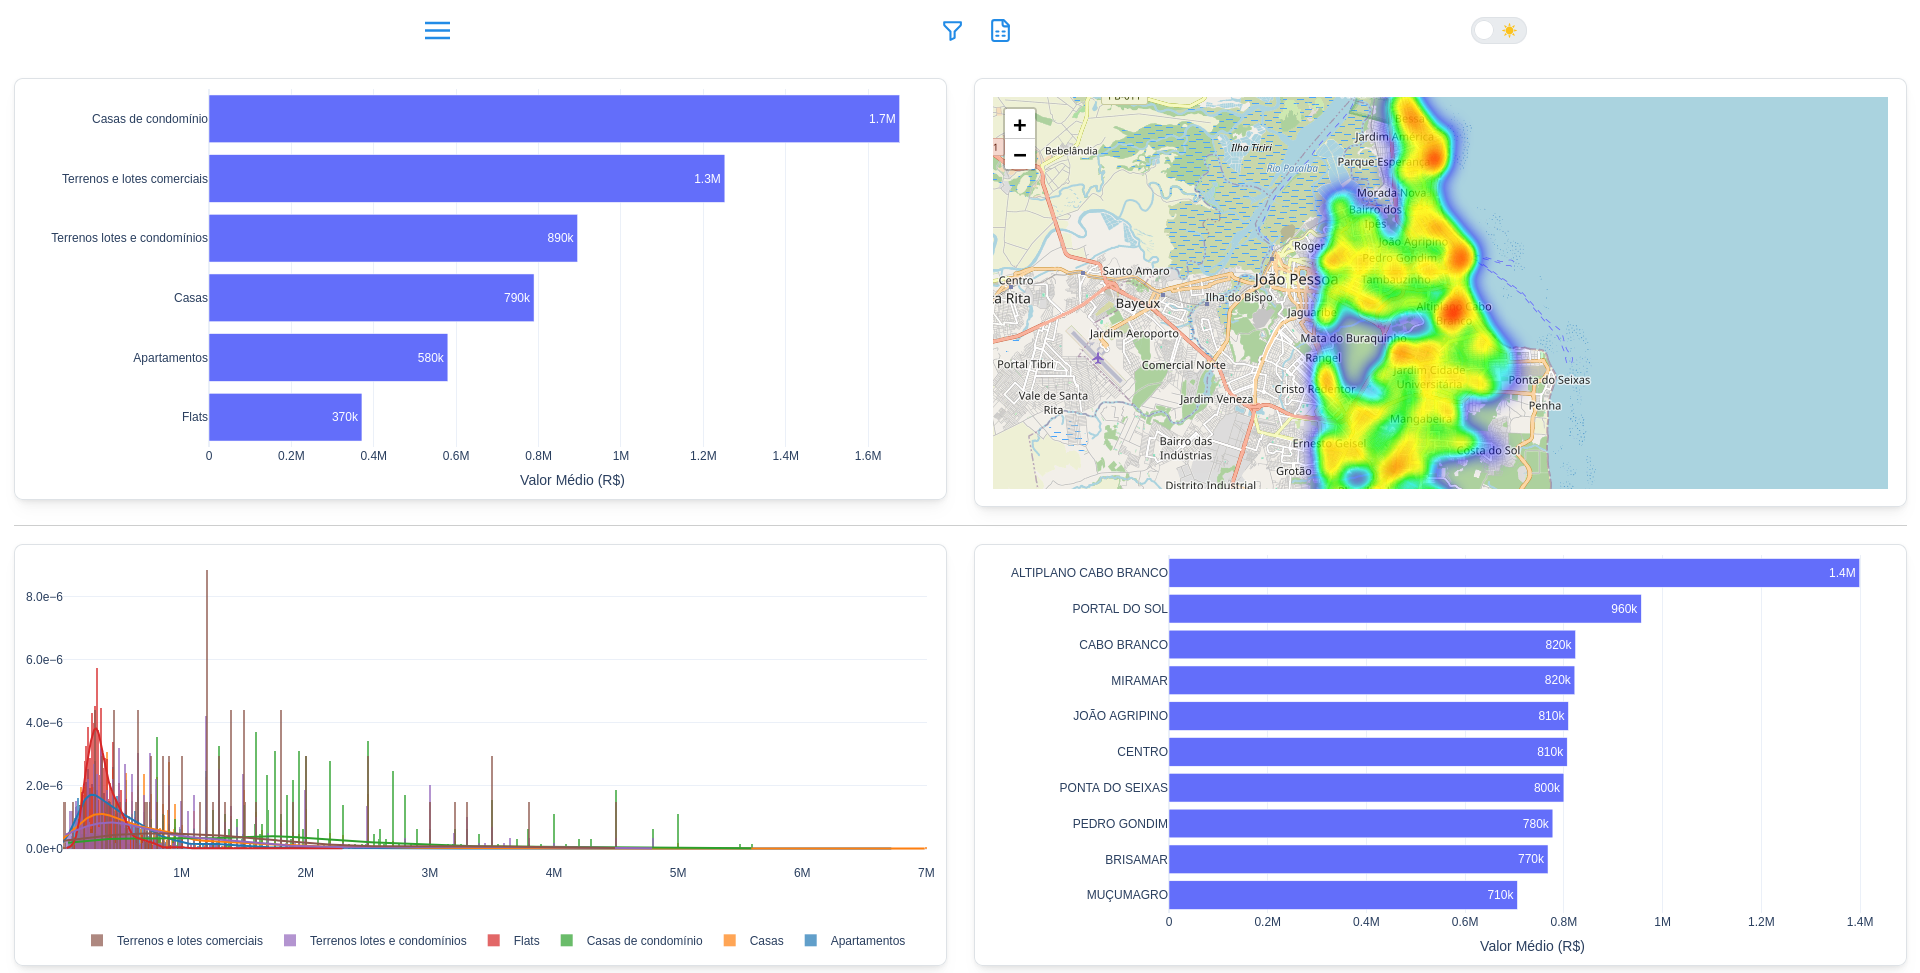 Casas de condomínio
1.7M
Terrenos e lotes comerciais
1.3M
Terrenos lotes e condomínios
890k
Casas
790k
Apartamentos
580k
Flats
370k
0 0.2M 0.4M 0.6M 0.8M 1M 1.2M 1.4M 1.6M
Valor Médio (R$)
+
−
1
Bessa
Jardim América
Bebelândia
Ilha Tiriri
Parque Esperança
Rio Paraíba
Morada Nova
Bairro dos
Ipês
João Agripino
Roger
Pedro Gondim
Santo Amaro
Centro
João Pessoa
Tambauzinho
a Rita
Bayeux
Ilha do Bispo
Altiplano Cabo
Branco
Jaguaribe
Jardim Aeroporto
Mata do Buraquinho
Rangel
Portal Tibri
Comercial Norte
Jardim Cidade
Universitária
Ponta do Seixas
Cristo Redentor
Vale de Santa
Rita
Jardim Veneza
Penha
Mangabeira
Bairro das
Indústrias
Ernesto Geisel
Costa do Sol
Grotão
Distrito Industrial
8.0e−6
6.0e−6
4.0e−6
2.0e−6
0.0e+0
1M 2M 3M 4M 5M 6M 7M
Terrenos e lotes comerciais Terrenos lotes e condomínios Flats Casas de condomínio Casas Apartamentos
ALTIPLANO CABO BRANCO
1.4M
PORTAL DO SOL
960k
CABO BRANCO
820k
MIRAMAR
820k
JOÃO AGRIPINO
810k
CENTRO
810k
PONTA DO SEIXAS
800k
PEDRO GONDIM
780k
BRISAMAR
770k
MUÇUMAGRO
710k
0 0.2M 0.4M 0.6M 0.8M 1M 1.2M 1.4M
Valor Médio (R$)